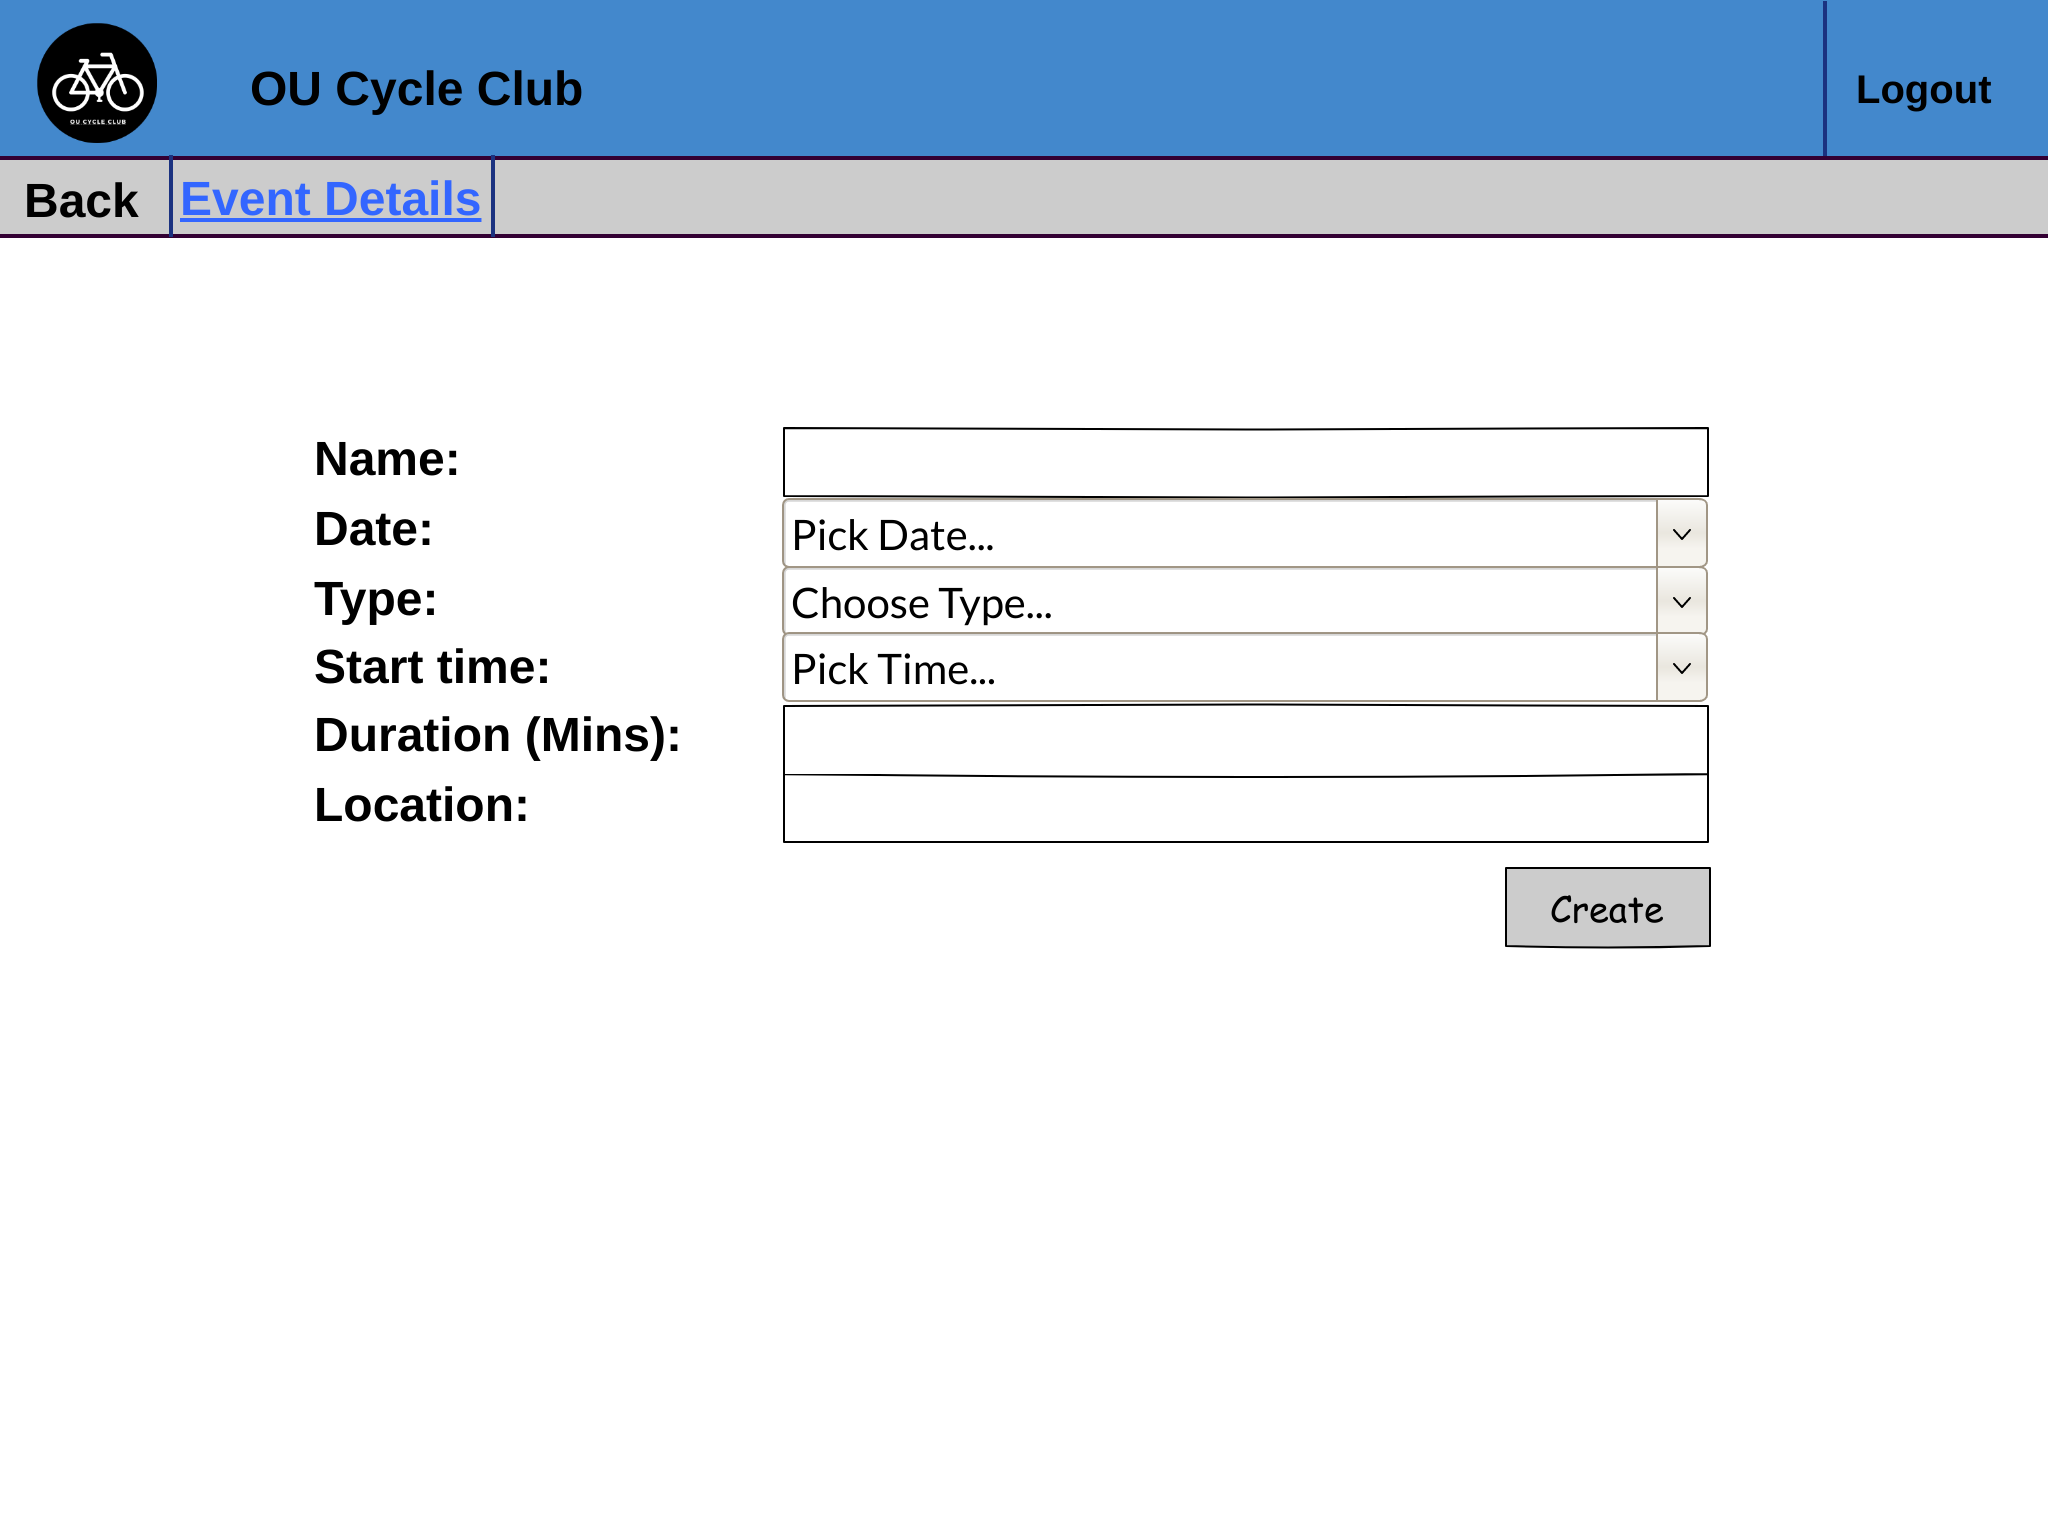 OU CYCLE CLUB
OU Cycle Club
Logout
Back
Event Details
Name:
Date:
Pick Date...
Type:
Choose Type...
Start time:
Pick Time...
Duration (Mins):
Location:
Create